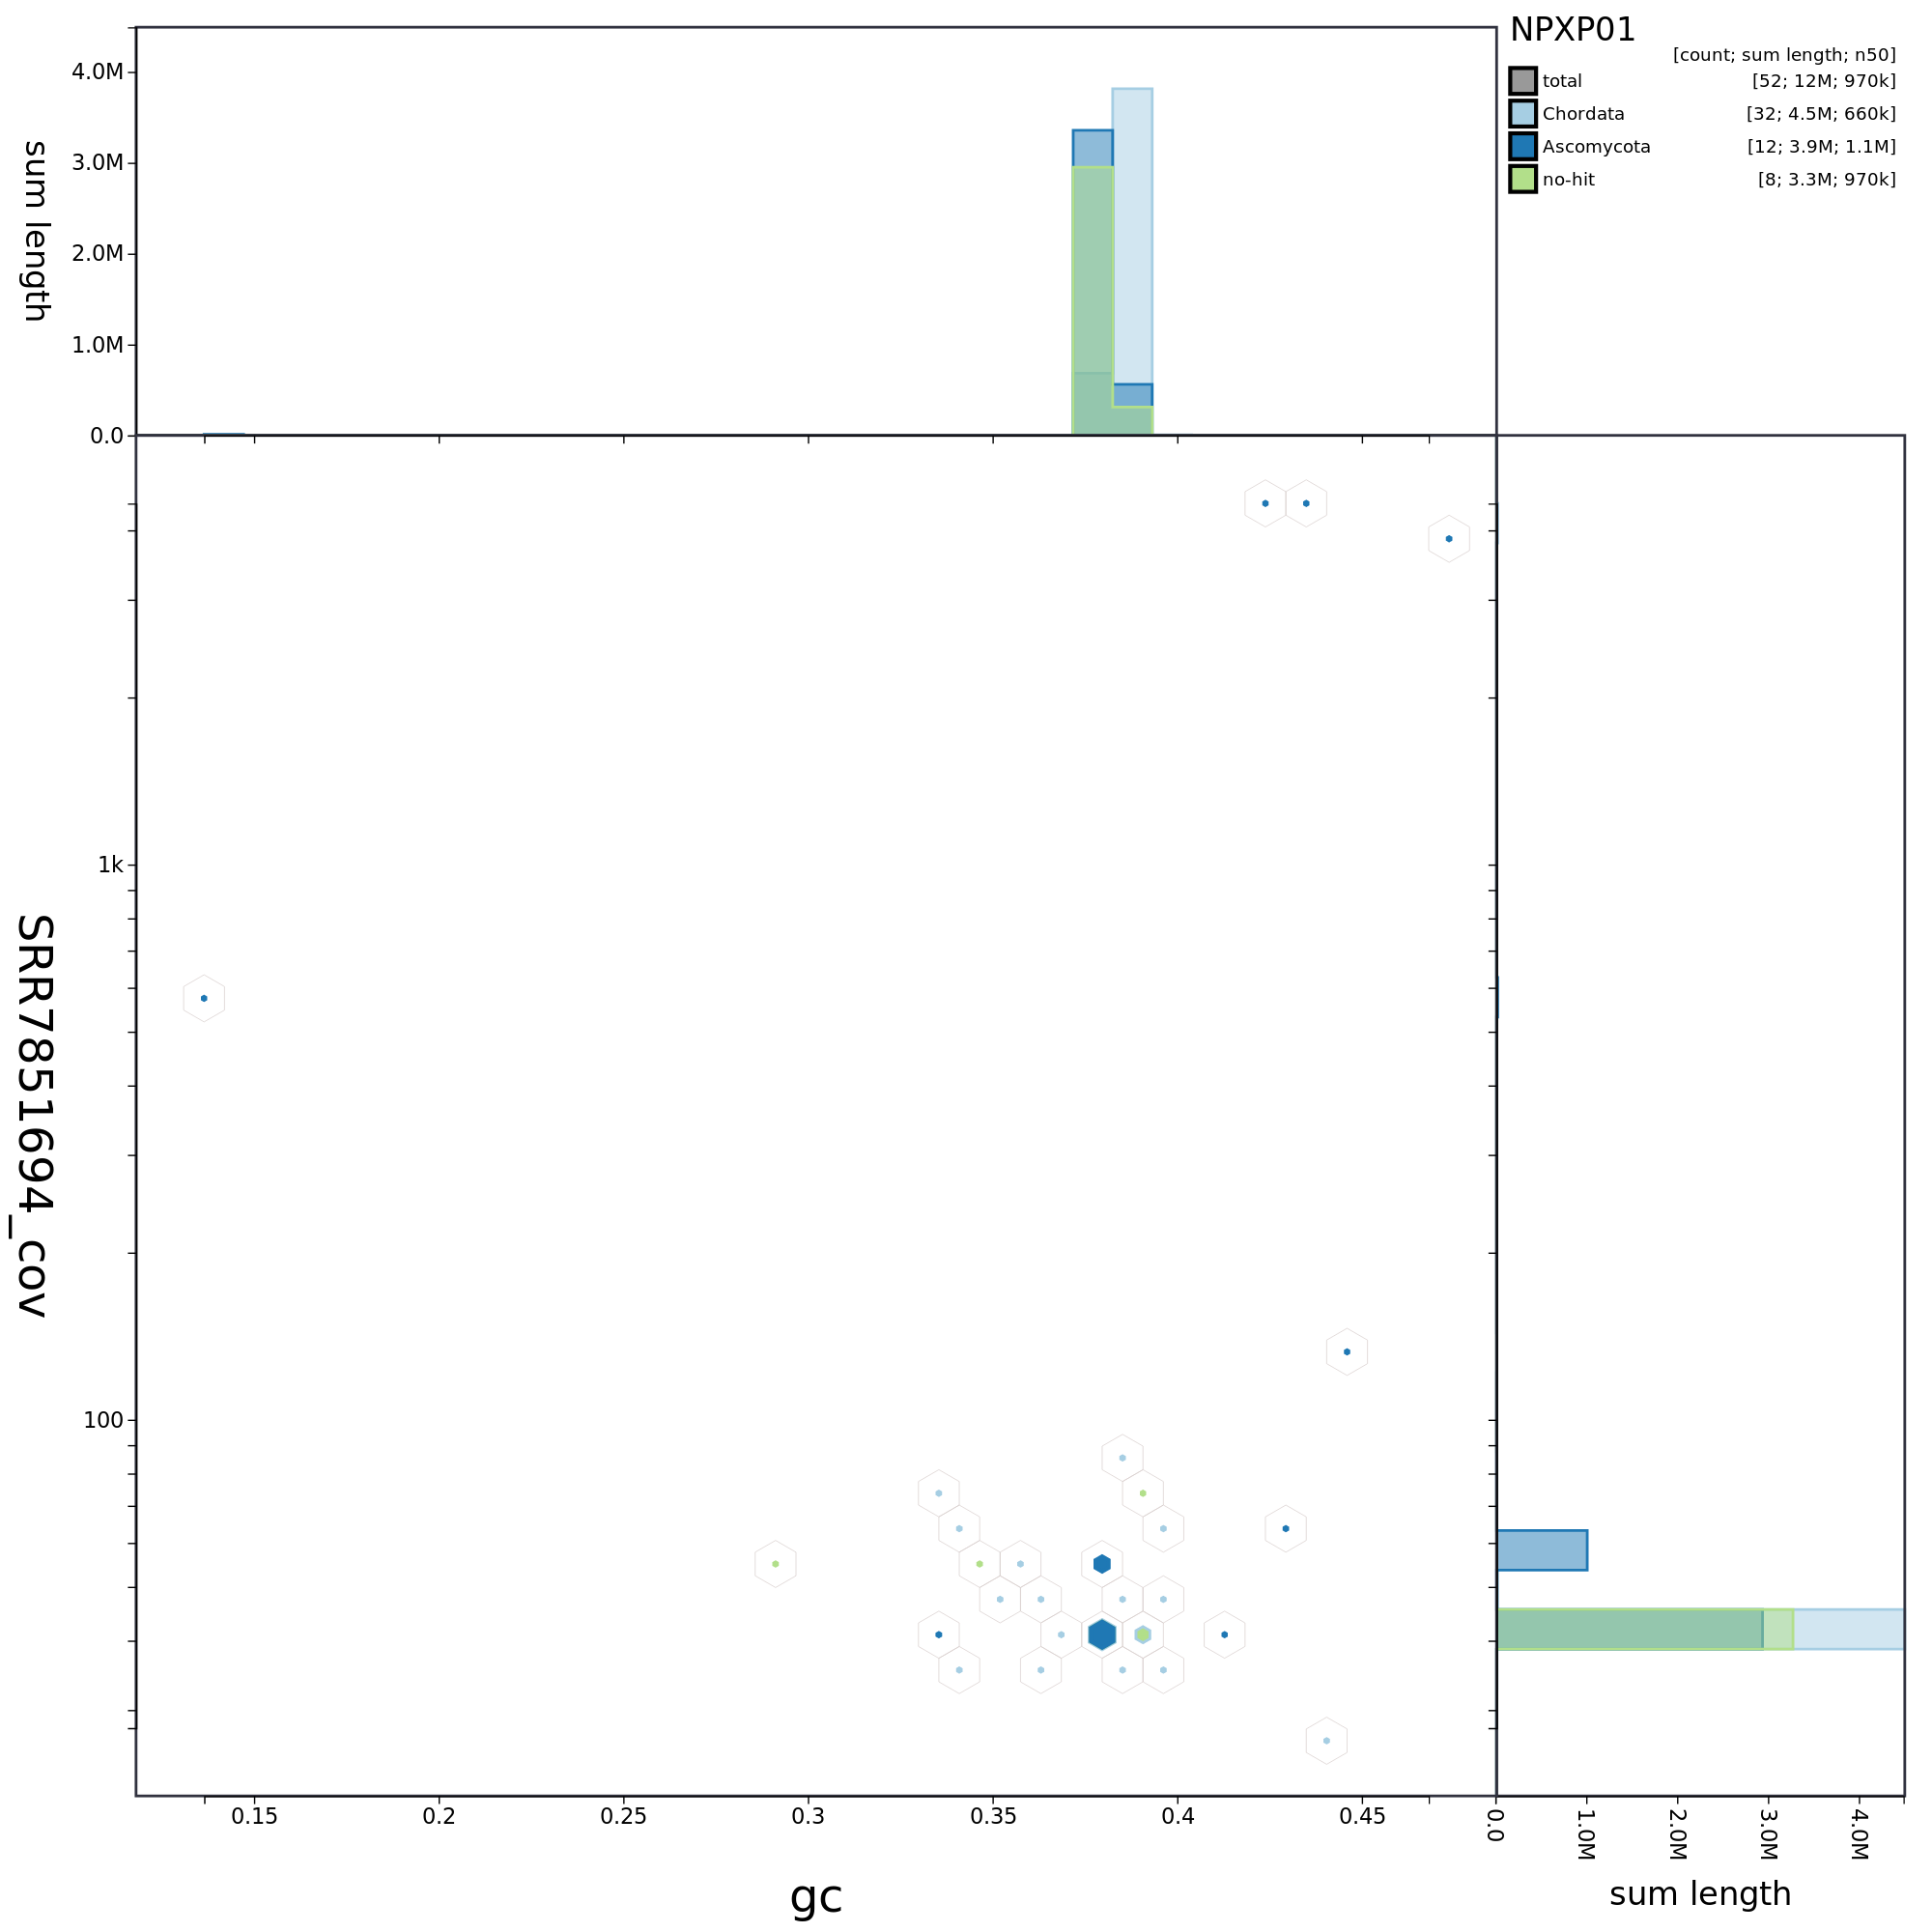 NPXP01
[count; sum length; n50]
total [52; 12M; 970k]
Chordata [32; 4.5M; 660k]
Ascomycota [12; 3.9M; 1.1M]
no-hit [8; 3.3M; 970k]
sum length
4.0M
3.0M
2.0M
1.0M
0.0
SRR7851694_cov
1k
100
0.15 0.2 0.25 0.3 0.35 0.4 0.45
gc
0.0 1.0M 2.0M 3.0M 4.0M
sum length